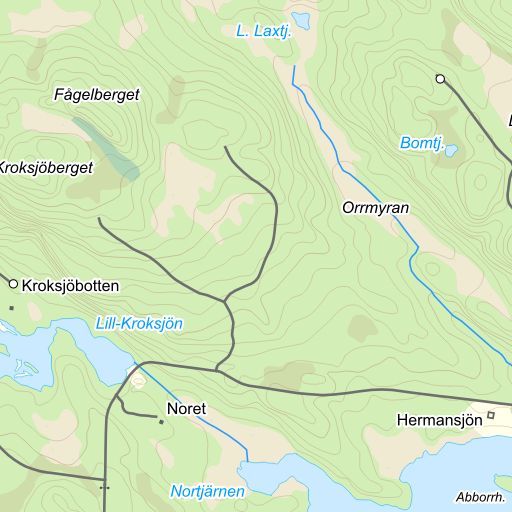 L. Laxtj.
Fågelberget
Bomtj.
Kroksjöberget
Orrmyran
Kroksjöbotten
Lill-Kroksjön
Noret
Hermansjön
Nortjärnen
Abborrh.